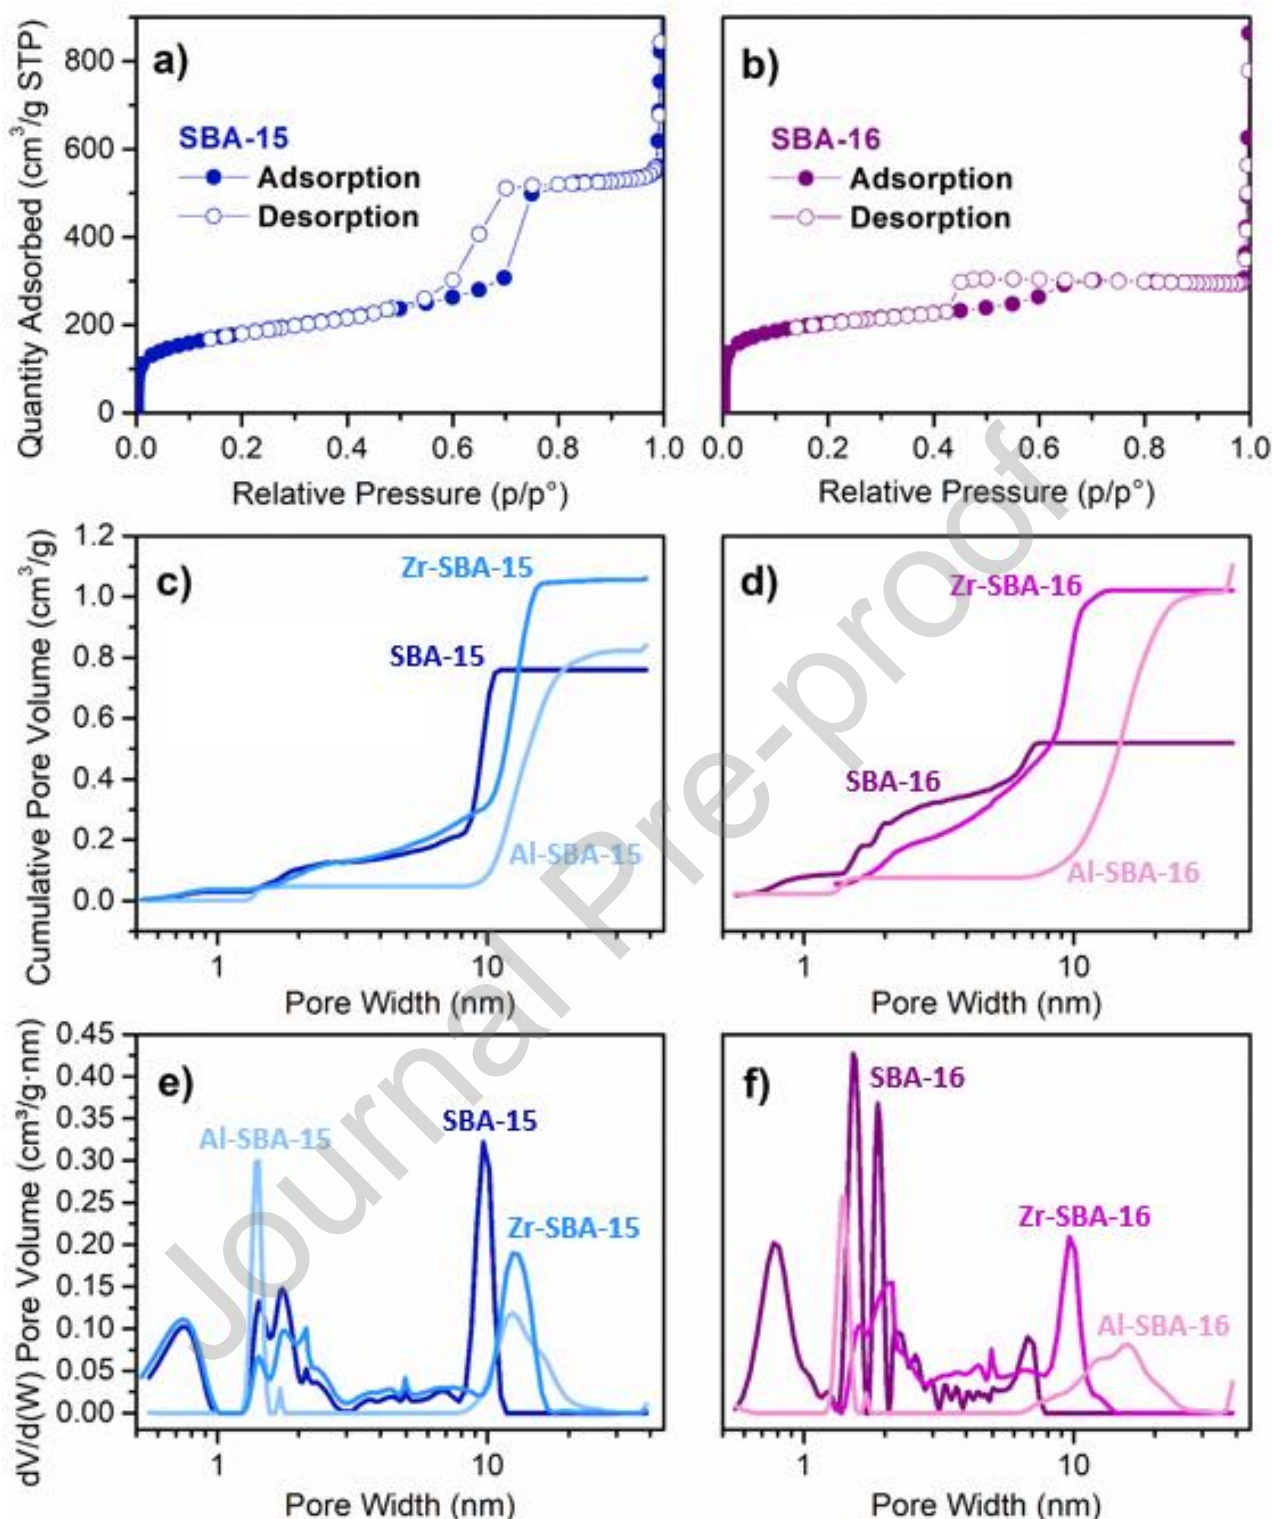 a)
SBA-15
Adsorption
Desorption
Quantity Adsorbed (cm³/g STP)
800
600
400
200
0
0.0 0.2 0.4 0.6 0.8 1.0
Relative Pressure (p/p°)
b)
SBA-16
Adsorption
Desorption
0.0 0.2 0.4 0.6 0.8 1.0
Relative Pressure (p/p°)
c)
Zr-SBA-15
SBA-15
Al-SBA-15
Cumulative Pore Volume (cm³/g)
1.2
1.0
0.8
0.6
0.4
0.2
0.0
1 10
Pore Width (nm)
d)
Zr-SBA-16
SBA-16
Al-SBA-16
1 10
Pore Width (nm)
e)
Al-SBA-15
SBA-15
Zr-SBA-15
dV/d(W) Pore Volume (cm³/g·nm)
0.45
0.40
0.35
0.30
0.25
0.20
0.15
0.10
0.05
0.00
1 10
Pore Width (nm)
f)
SBA-16
Zr-SBA-16
Al-SBA-16
1 10
Pore Width (nm)
Journal Pre-proof